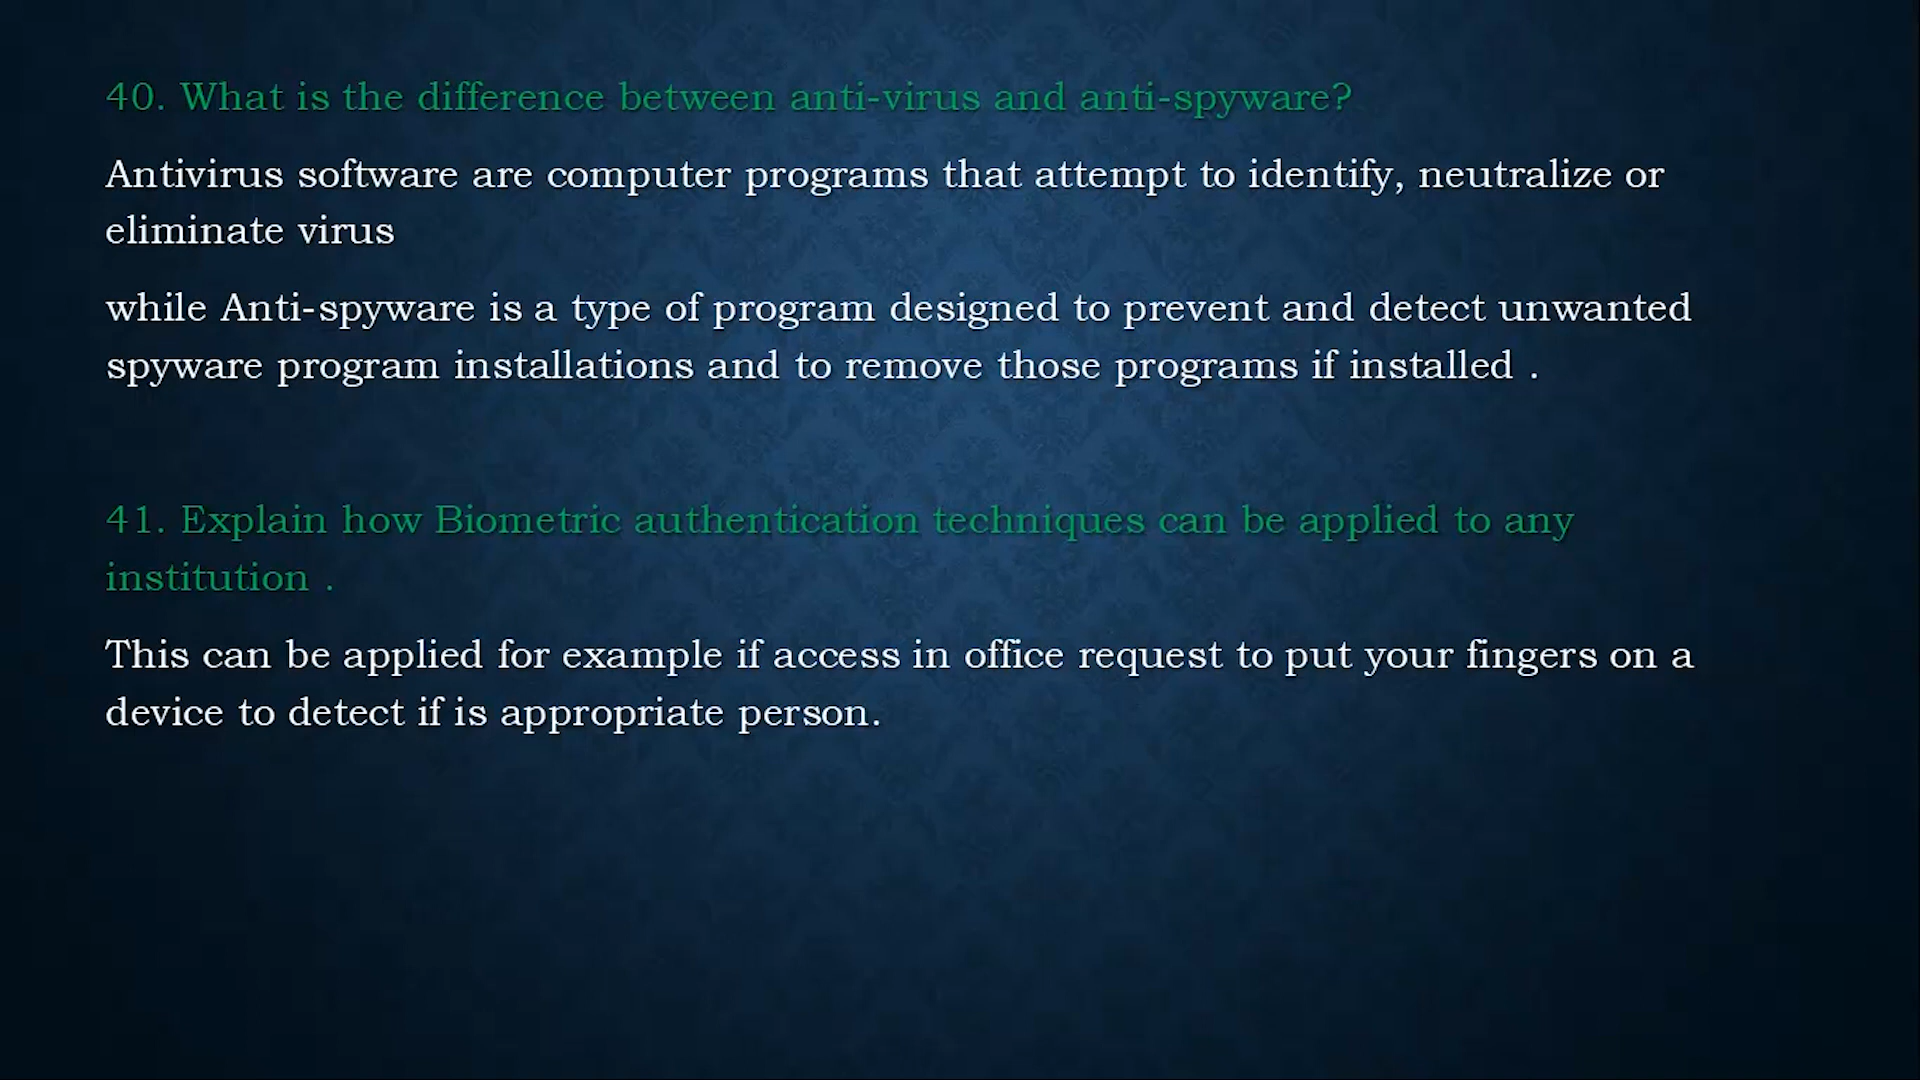 40. What is the difference between anti-virus and anti-spyware?
Antivirus software are computer programs that attempt to identify, neutralize or
eliminate virus
while Anti-spyware is a type of program designed to prevent and detect unwanted
spyware program installations and to remove those programs if installed .
41. Explain how Biometric authentication techniques can be applied to any
institution .
This can be applied for example if access in office request to put your fingers on a
device to detect if is appropriate person.